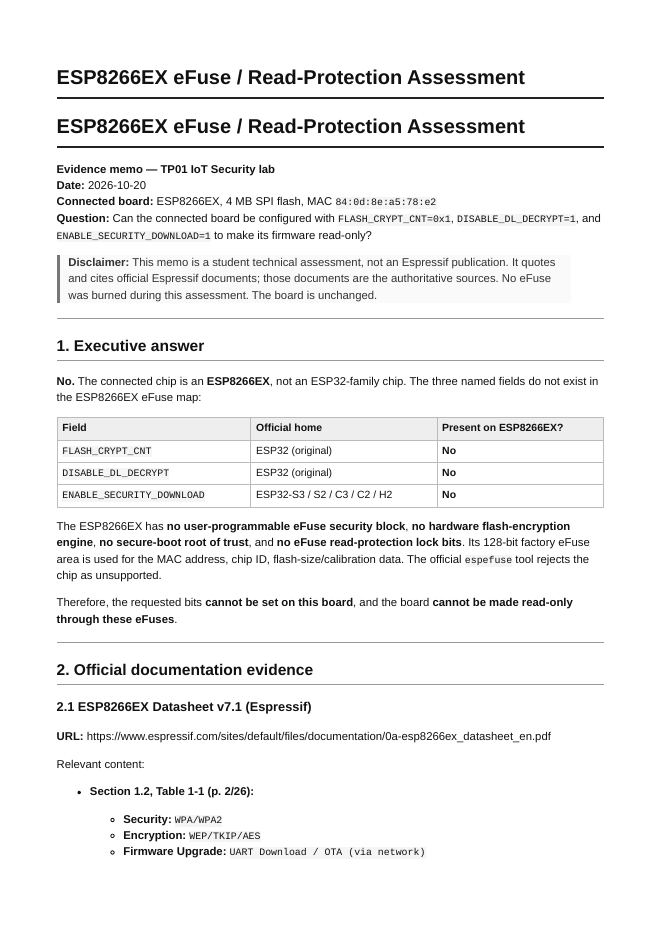 ESP8266EX eFuse / Read-Protection Assessment
ESP8266EX eFuse / Read-Protection Assessment
Evidence memo — TP01 IoT Security lab
Date: 2026-10-20
Connected board: ESP8266EX, 4 MB SPI flash, MAC 84:0d:8e:a5:78:e2
Question: Can the connected board be configured with FLASH_CRYPT_CNT=0x1, DISABLE_DL_DECRYPT=1, and
ENABLE_SECURITY_DOWNLOAD=1 to make its firmware read-only?
Disclaimer: This memo is a student technical assessment, not an Espressif publication. It quotes
and cites official Espressif documents; those documents are the authoritative sources. No eFuse
was burned during this assessment. The board is unchanged.
1. Executive answer
No. The connected chip is an ESP8266EX, not an ESP32-family chip. The three named fields do not exist in
the ESP8266EX eFuse map:
Field Official home Present on ESP8266EX?
FLASH_CRYPT_CNT ESP32 (original) No
DISABLE_DL_DECRYPT ESP32 (original) No
ENABLE_SECURITY_DOWNLOAD ESP32-S3 / S2 / C3 / C2 / H2 No
The ESP8266EX has no user-programmable eFuse security block, no hardware flash-encryption
engine, no secure-boot root of trust, and no eFuse read-protection lock bits. Its 128-bit factory eFuse
area is used for the MAC address, chip ID, flash-size/calibration data. The official espefuse tool rejects the
chip as unsupported.
Therefore, the requested bits cannot be set on this board, and the board cannot be made read-only
through these eFuses.
2. Official documentation evidence
2.1 ESP8266EX Datasheet v7.1 (Espressif)
URL: https://www.espressif.com/sites/default/files/documentation/0a-esp8266ex_datasheet_en.pdf
Relevant content:
• Section 1.2, Table 1-1 (p. 2/26):
◦ Security: WPA/WPA2
◦ Encryption: WEP/TKIP/AES
◦ Firmware Upgrade: UART Download / OTA (via network)